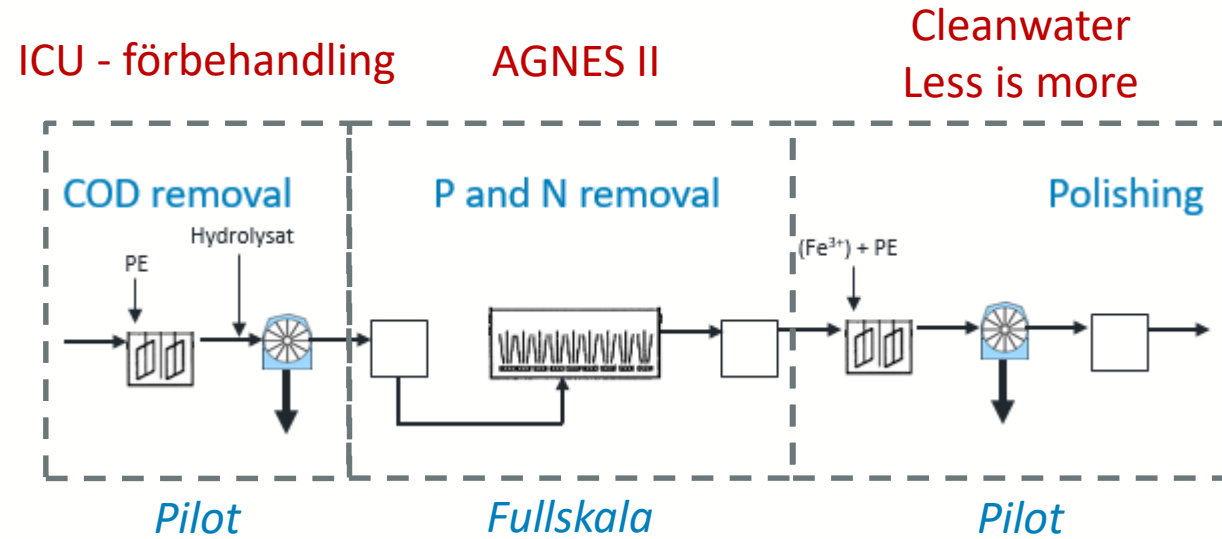 ICU - förbehandling
AGNES II
Cleanwater
Less is more
COD removal
P and N removal
Polishing
Hydrolysat
PE
(Fe³⁺) + PE
Pilot
Fullskala
Pilot